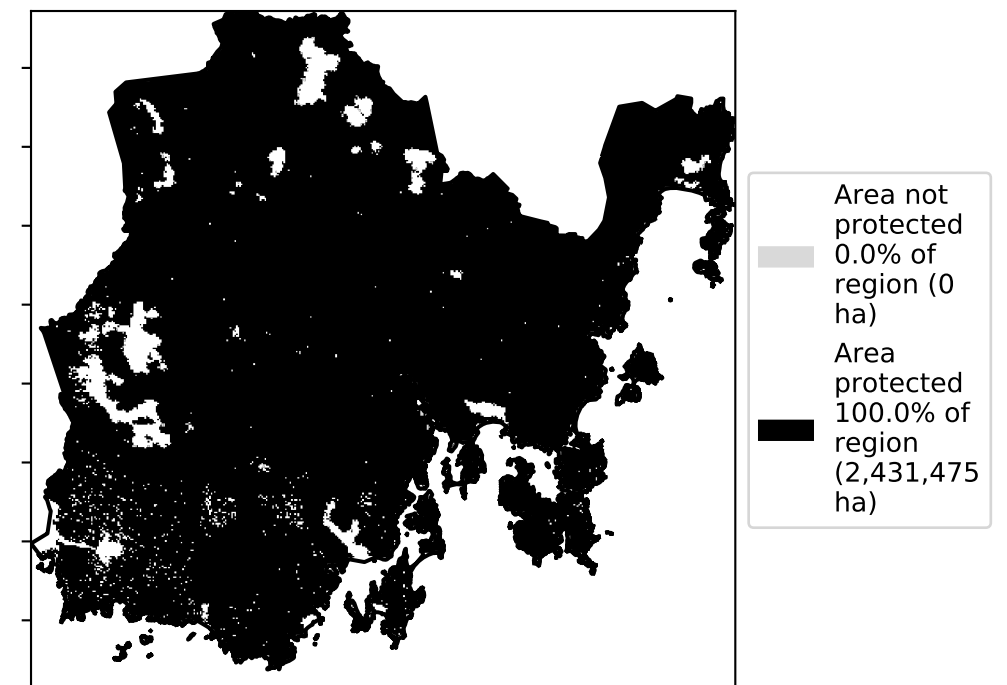 Area not
protected
0.0% of
region (0
ha)
Area
protected
100.0% of
region
(2,431,475
ha)